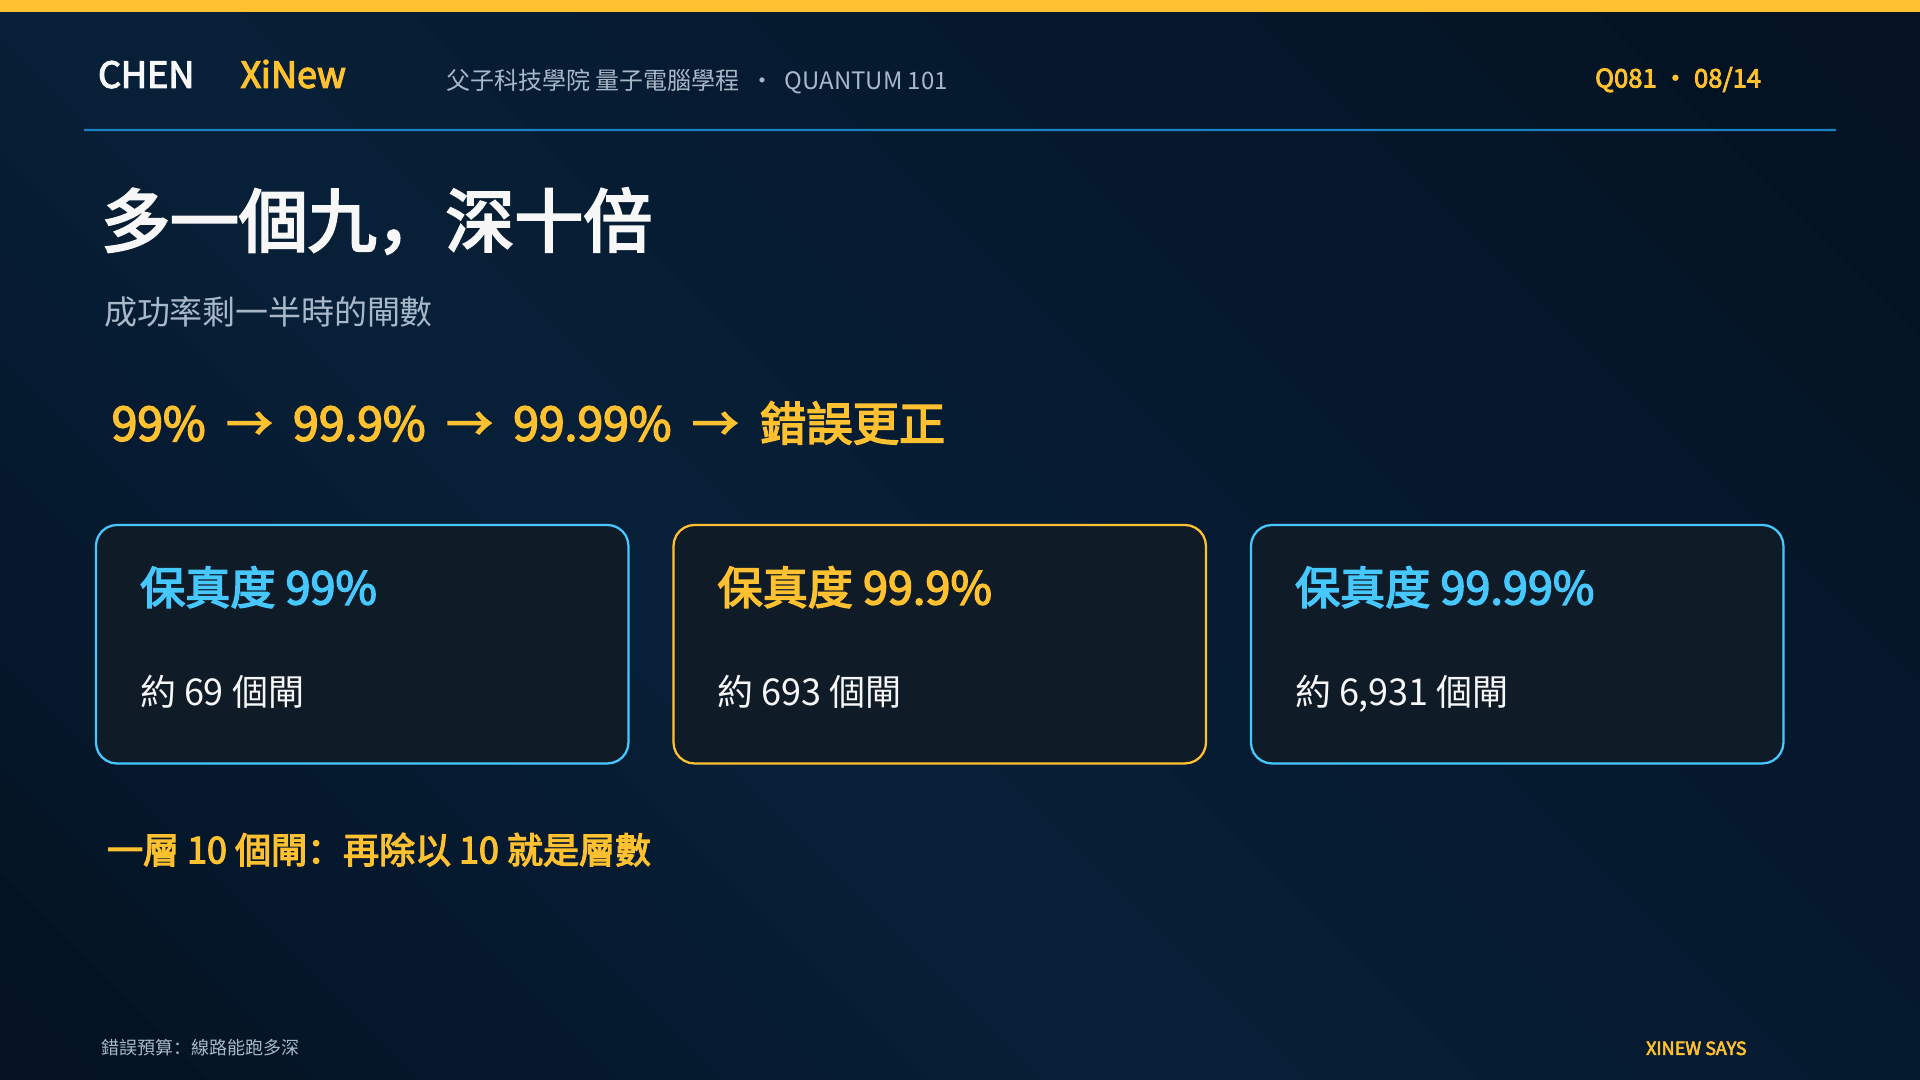 CHEN XiNew 父子科技學院 量子電腦學程 · QUANTUM 101 Q081 · 08/14
多一個九，深十倍
成功率剩一半時的閘數
99% → 99.9% → 99.99% → 錯誤更正
保真度 99%
約 69 個閘
保真度 99.9%
約 693 個閘
保真度 99.99%
約 6,931 個閘
一層 10 個閘：再除以 10 就是層數
錯誤預算：線路能跑多深
XINEW SAYS